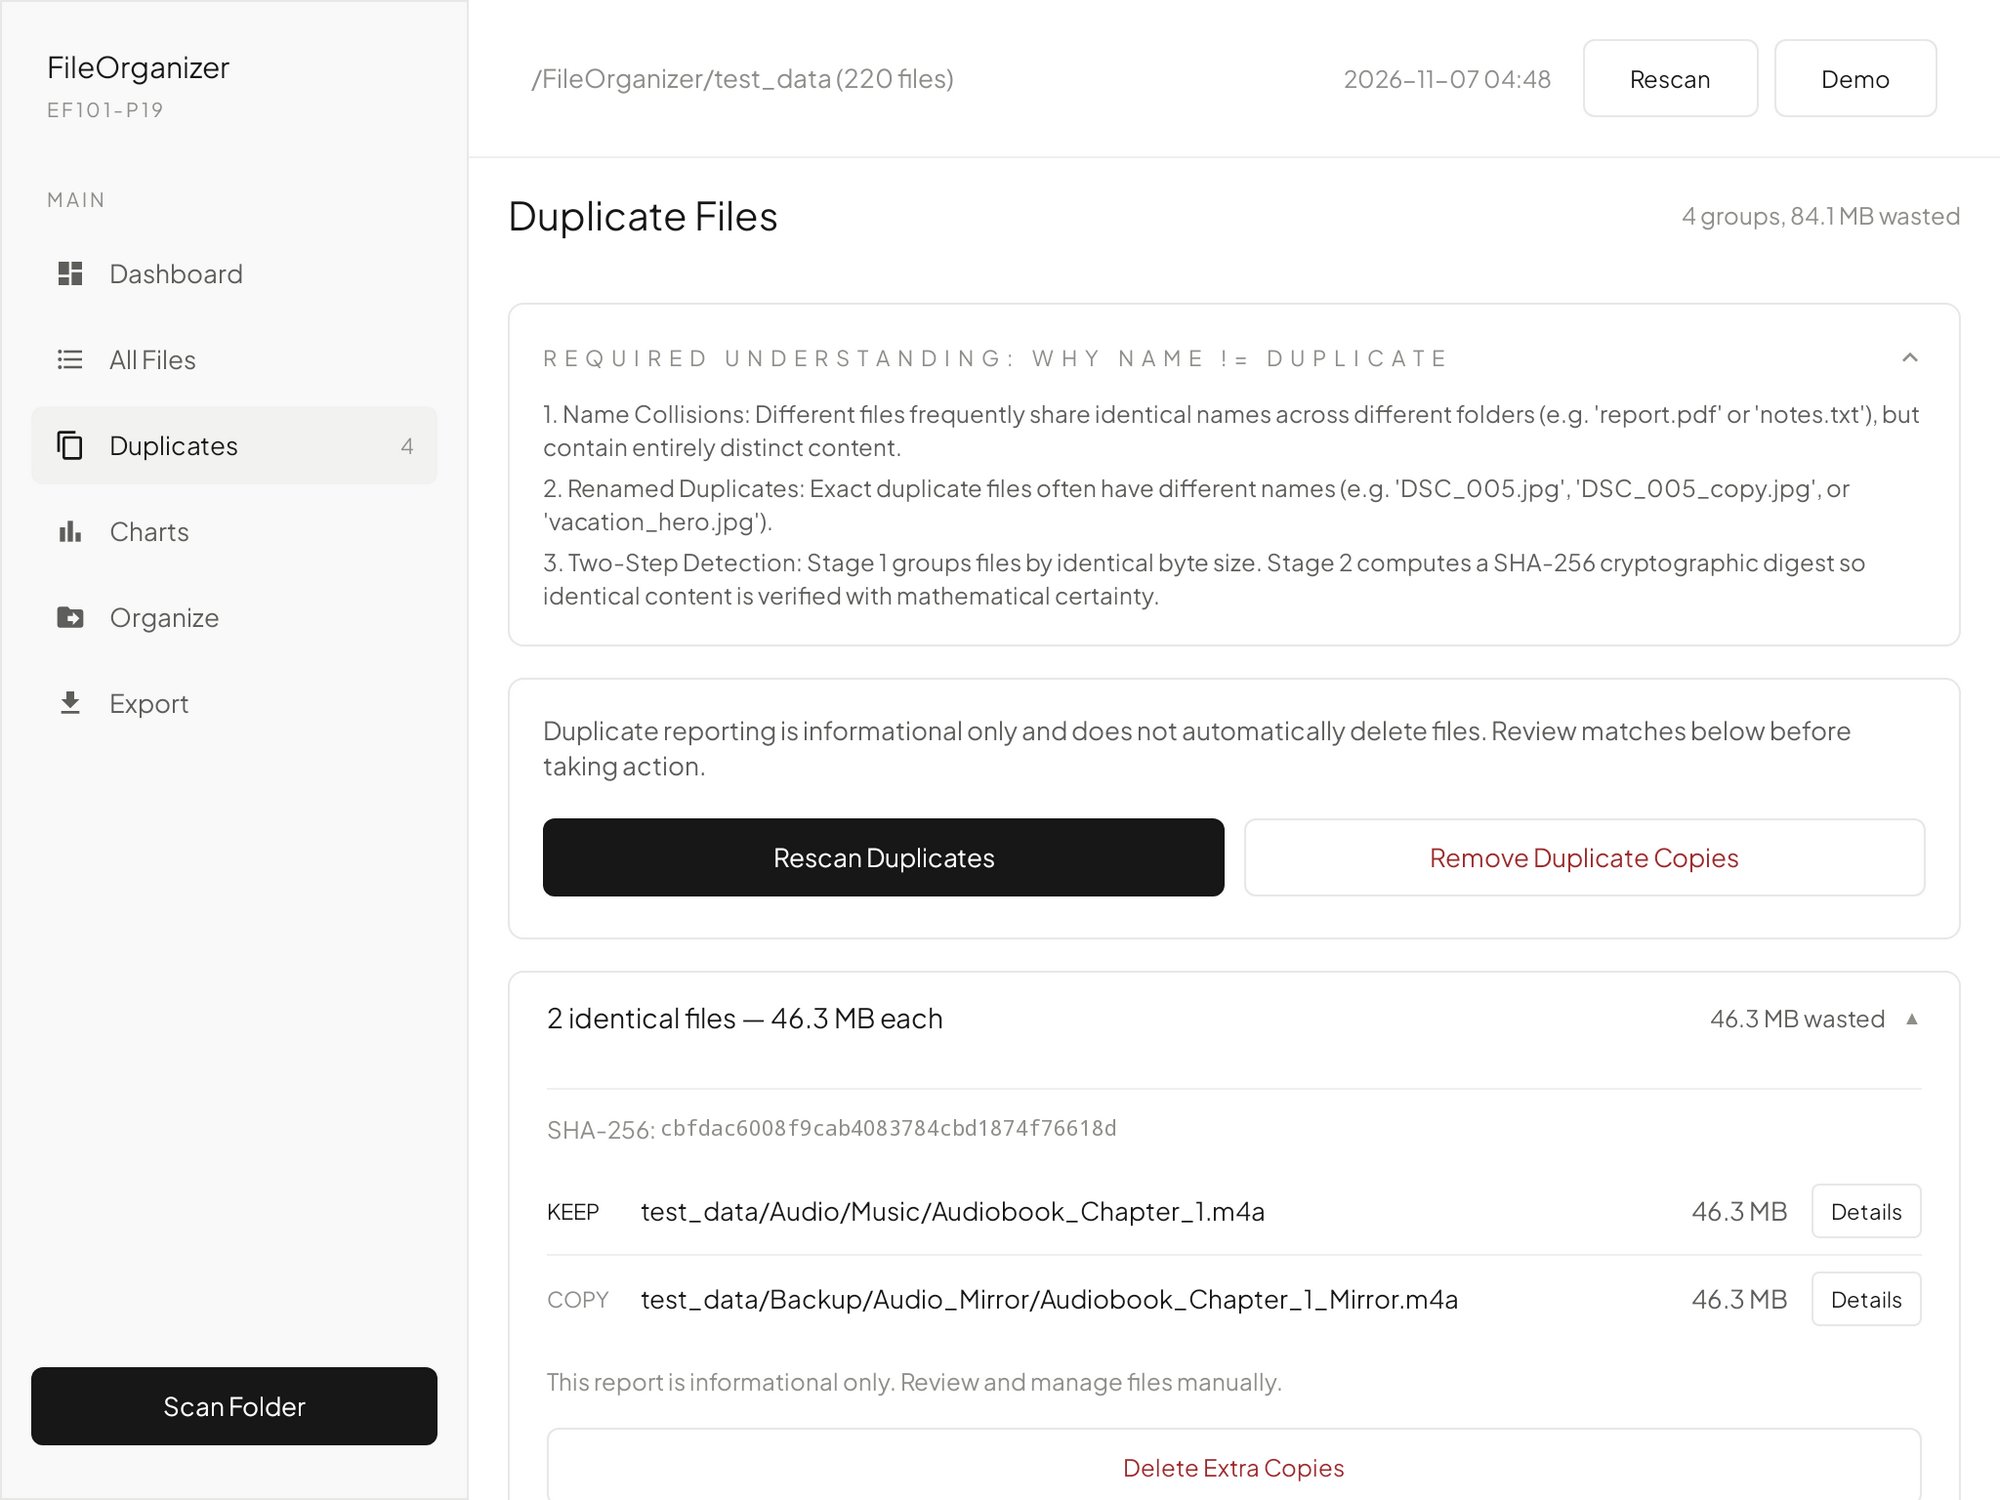 FileOrganizer
EF101-P19
MAIN
Dashboard
All Files
Duplicates 4
Charts
Organize
Export
Scan Folder
/FileOrganizer/test_data (220 files) 2026-11-07 04:48 Rescan Demo
Duplicate Files 4 groups, 84.1 MB wasted
REQUIRED UNDERSTANDING: WHY NAME != DUPLICATE
1. Name Collisions: Different files frequently share identical names across different folders (e.g. 'report.pdf' or 'notes.txt'), but
contain entirely distinct content.
2. Renamed Duplicates: Exact duplicate files often have different names (e.g. 'DSC_005.jpg', 'DSC_005_copy.jpg', or
'vacation_hero.jpg').
3. Two-Step Detection: Stage 1 groups files by identical byte size. Stage 2 computes a SHA-256 cryptographic digest so
identical content is verified with mathematical certainty.
Duplicate reporting is informational only and does not automatically delete files. Review matches below before
taking action.
Rescan Duplicates Remove Duplicate Copies
2 identical files — 46.3 MB each 46.3 MB wasted ▲
SHA-256: cbfdac6008f9cab4083784cbd1874f76618d
KEEP test_data/Audio/Music/Audiobook_Chapter_1.m4a 46.3 MB Details
COPY test_data/Backup/Audio_Mirror/Audiobook_Chapter_1_Mirror.m4a 46.3 MB Details
This report is informational only. Review and manage files manually.
Delete Extra Copies